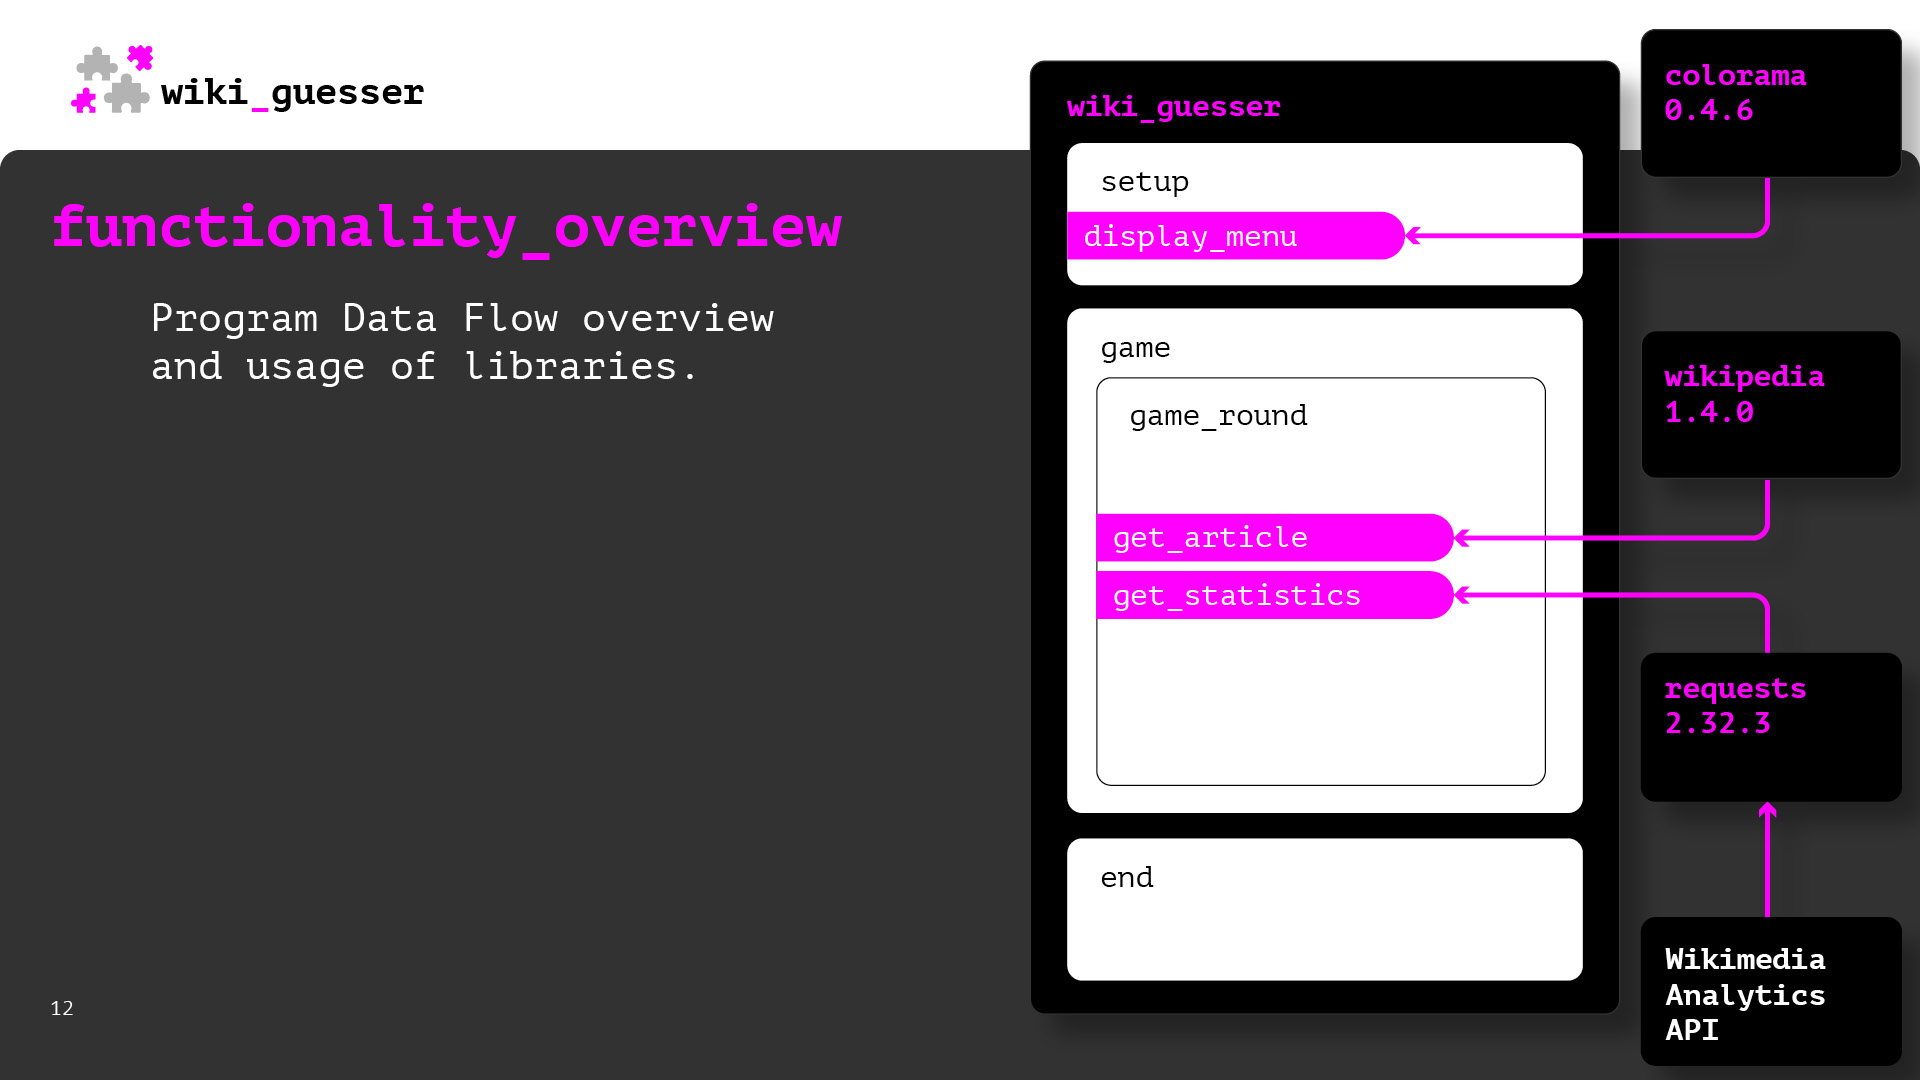 wiki_guesser
functionality_overview
Program Data Flow overview
and usage of libraries.
12
wiki_guesser
setup
display_menu
game
game_round
get_article
get_statistics
end
colorama
0.4.6
wikipedia
1.4.0
requests
2.32.3
Wikimedia
Analytics
API